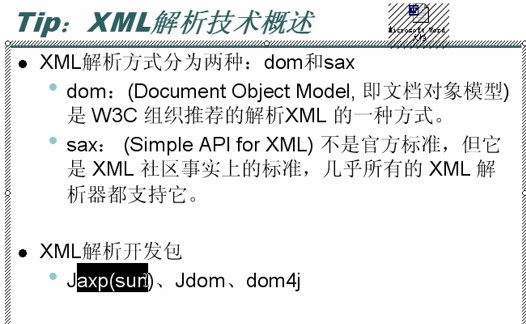 Tip：XML解析技术概述
XML解析方式分为两种：dom和sax
dom：(Document Object Model, 即文档对象模型)
是 W3C 组织推荐的解析XML 的一种方式。
sax： (Simple API for XML) 不是官方标准，但它
是 XML 社区事实上的标准，几乎所有的 XML 解
析器都支持它。
XML解析开发包
Jaxp(sun)、Jdom、dom4j